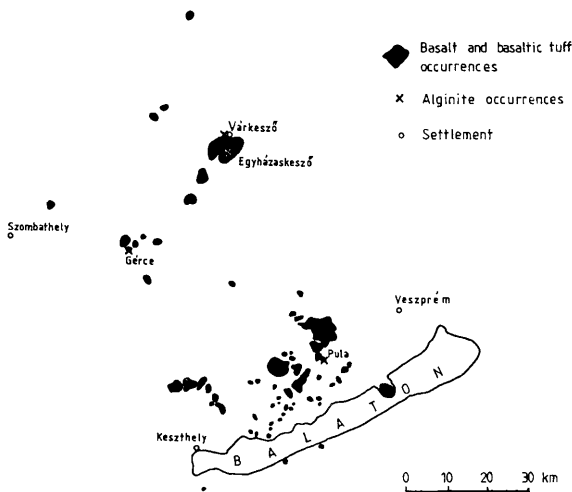 Basalt and basaltic tuff
occurrences
Alginite occurrences
Settlement
Várkesző
Egyházaskesző
Szombathely
Gérce
Veszprém
Pula
Keszthely
BALATON
0 10 20 30 km